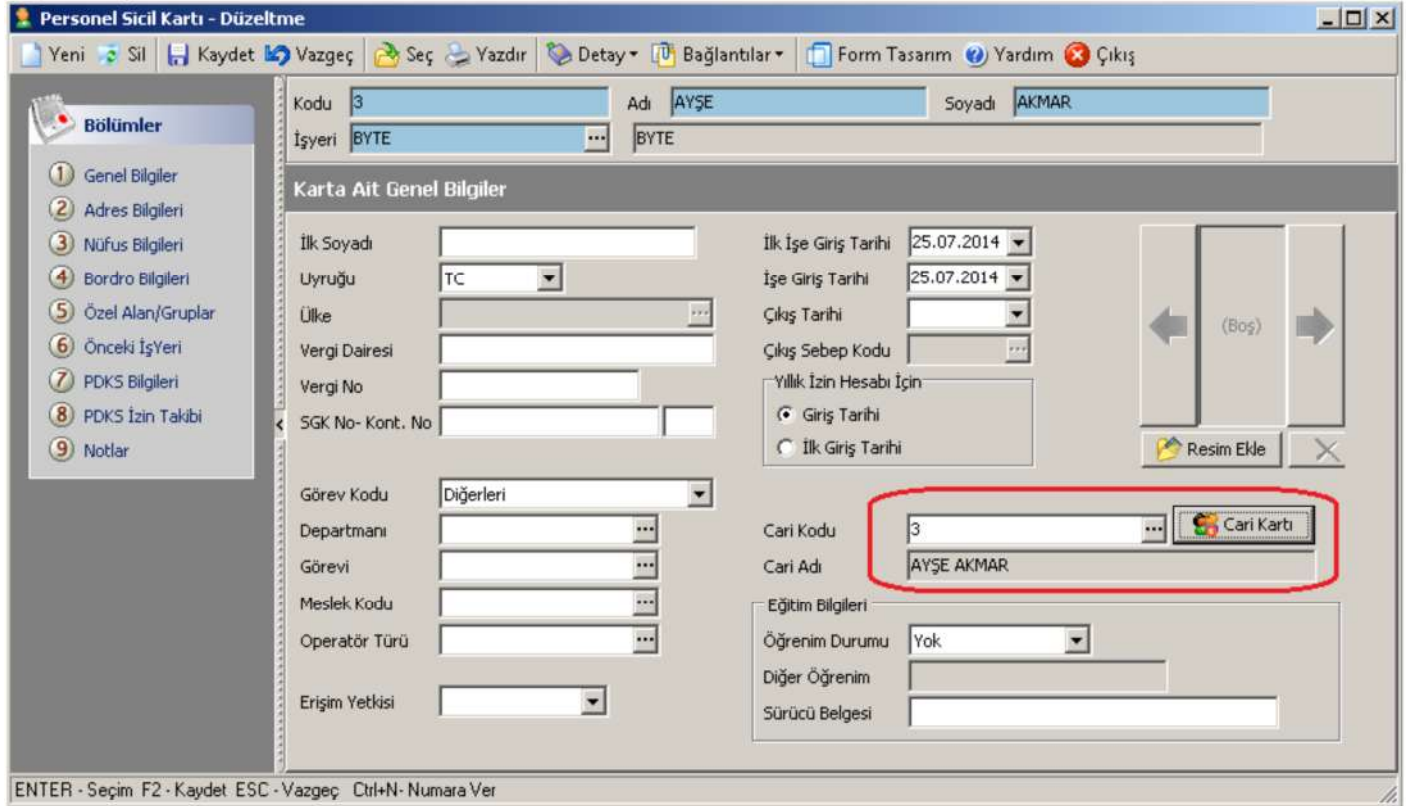 Personel Sicil Kartı - Düzeltme
Yeni Sil Kaydet Vazgeç Seç Yazdır Detay Bağlantılar Form Tasarım Yardım Çıkış
Bölümler
1 Genel Bilgiler
2 Adres Bilgileri
3 Nüfus Bilgileri
4 Bordro Bilgileri
5 Özel Alan/Gruplar
6 Önceki İşYeri
7 PDKS Bilgileri
8 PDKS İzin Takibi
9 Notlar
Kodu 3 Adı AYŞE Soyadı AKMAR
İşyeri BYTE ... BYTE
Karta Ait Genel Bilgiler
İlk Soyadı
Uyruğu TC
Ülke ...
Vergi Dairesi
Vergi No
SGK No- Kont. No
Görev Kodu Diğerleri
Departmanı ...
Görevi ...
Meslek Kodu ...
Operatör Türü ...
Erişim Yetkisi
İlk İşe Giriş Tarihi 25.07.2014
İşe Giriş Tarihi 25.07.2014
Çıkış Tarihi
Çıkış Sebep Kodu ...
Yıllık İzin Hesabı İçin
Giriş Tarihi
İlk Giriş Tarihi
(Boş)
Resim Ekle
Cari Kodu 3 ... Cari Kartı
Cari Adı AYŞE AKMAR
Eğitim Bilgileri
Öğrenim Durumu Yok
Diğer Öğrenim
Sürücü Belgesi
ENTER - Seçim F2 - Kaydet ESC - Vazgeç Ctrl+N- Numara Ver